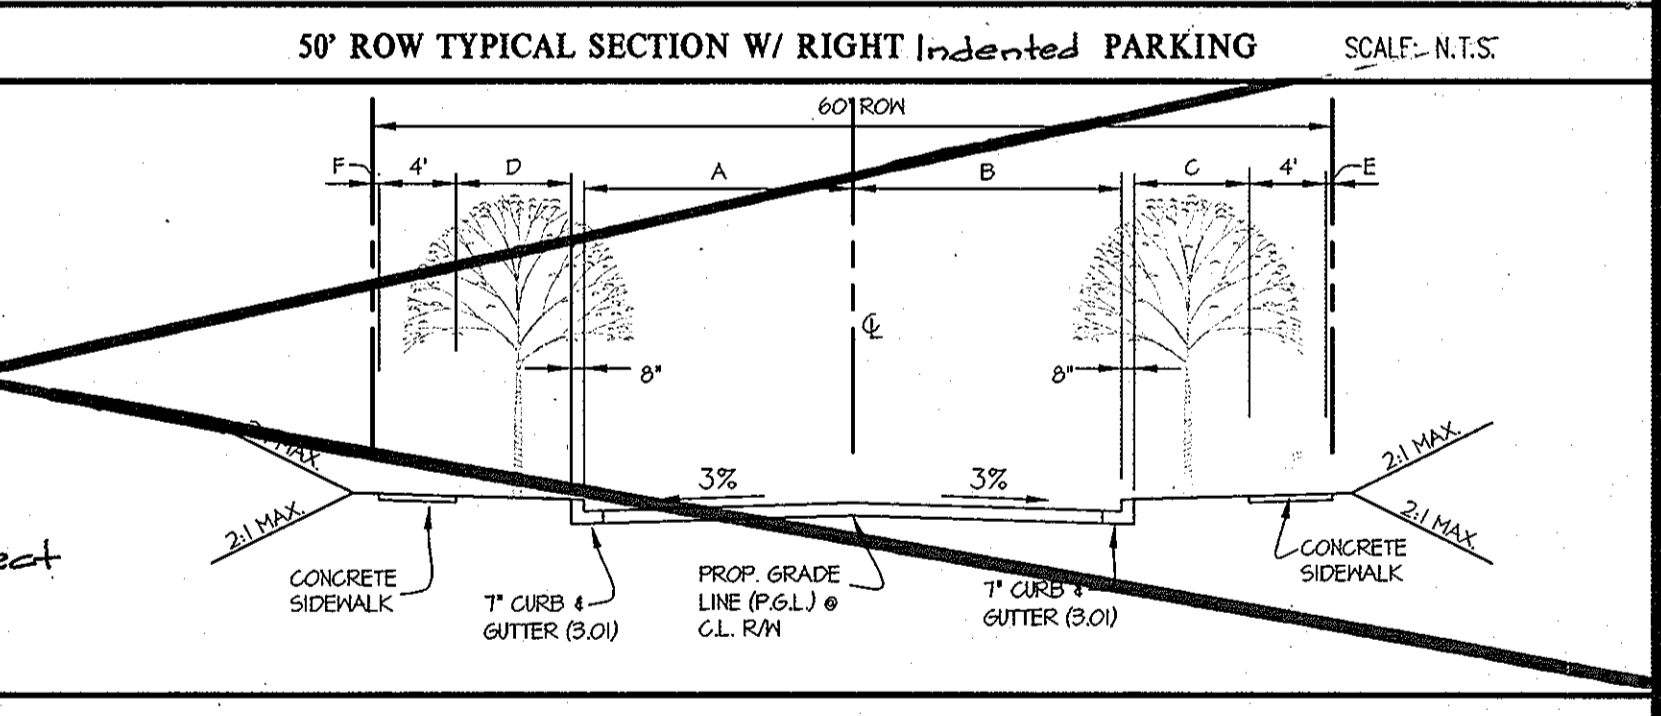 50' ROW TYPICAL SECTION W/ RIGHT Indented PARKING SCALE:- N.T.S.
60' ROW
F 4' D A B C 4' E
℄
8" 8"
MAX. 3% 3% 2:1 MAX.
2:1 MAX. 2:1 MAX.
CONCRETE
SIDEWALK
7" CURB &
GUTTER (3.01)
PROP. GRADE
LINE (P.G.L.) @
C.L. R/W
7" CURB &
GUTTER (3.01)
CONCRETE
SIDEWALK